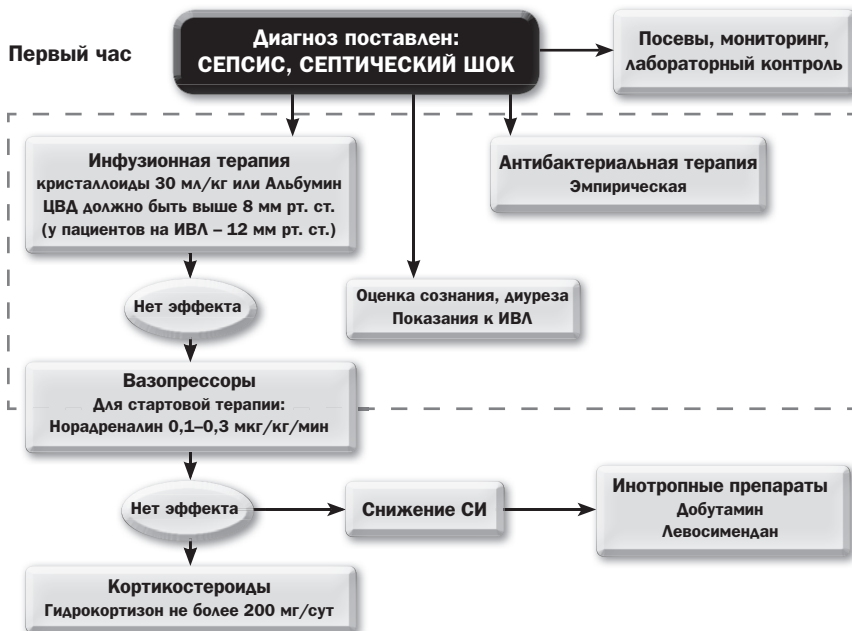 Первый час
Диагноз поставлен:
СЕПСИС, СЕПТИЧЕСКИЙ ШОК
Посевы, мониторинг,
лабораторный контроль
Инфузионная терапия
кристаллоиды 30 мл/кг или Альбумин
ЦВД должно быть выше 8 мм рт. ст.
(у пациентов на ИВЛ – 12 мм рт. ст.)
Антибактериальная терапия
Эмпирическая
Нет эффекта
Оценка сознания, диуреза
Показания к ИВЛ
Вазопрессоры
Для стартовой терапии:
Норадреналин 0,1–0,3 мкг/кг/мин
Нет эффекта
Снижение СИ
Инотропные препараты
Добутамин
Левосимендан
Кортикостероиды
Гидрокортизон не более 200 мг/сут